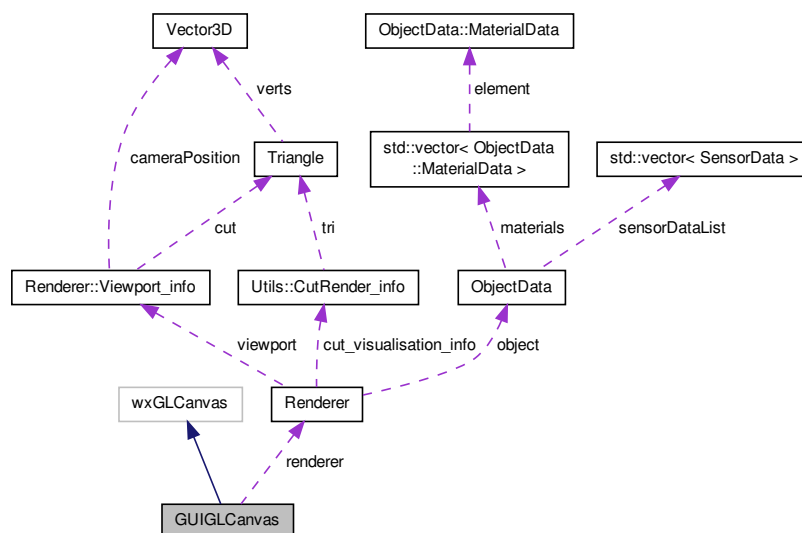 Vector3D
ObjectData::MaterialData
verts
element
cameraPosition
Triangle
std::vector< ObjectData
::MaterialData >
std::vector< SensorData >
cut
tri
materials
sensorDataList
Renderer::Viewport_info
Utils::CutRender_info
ObjectData
viewport
cut_visualisation_info
object
wxGLCanvas
Renderer
renderer
GUIGLCanvas